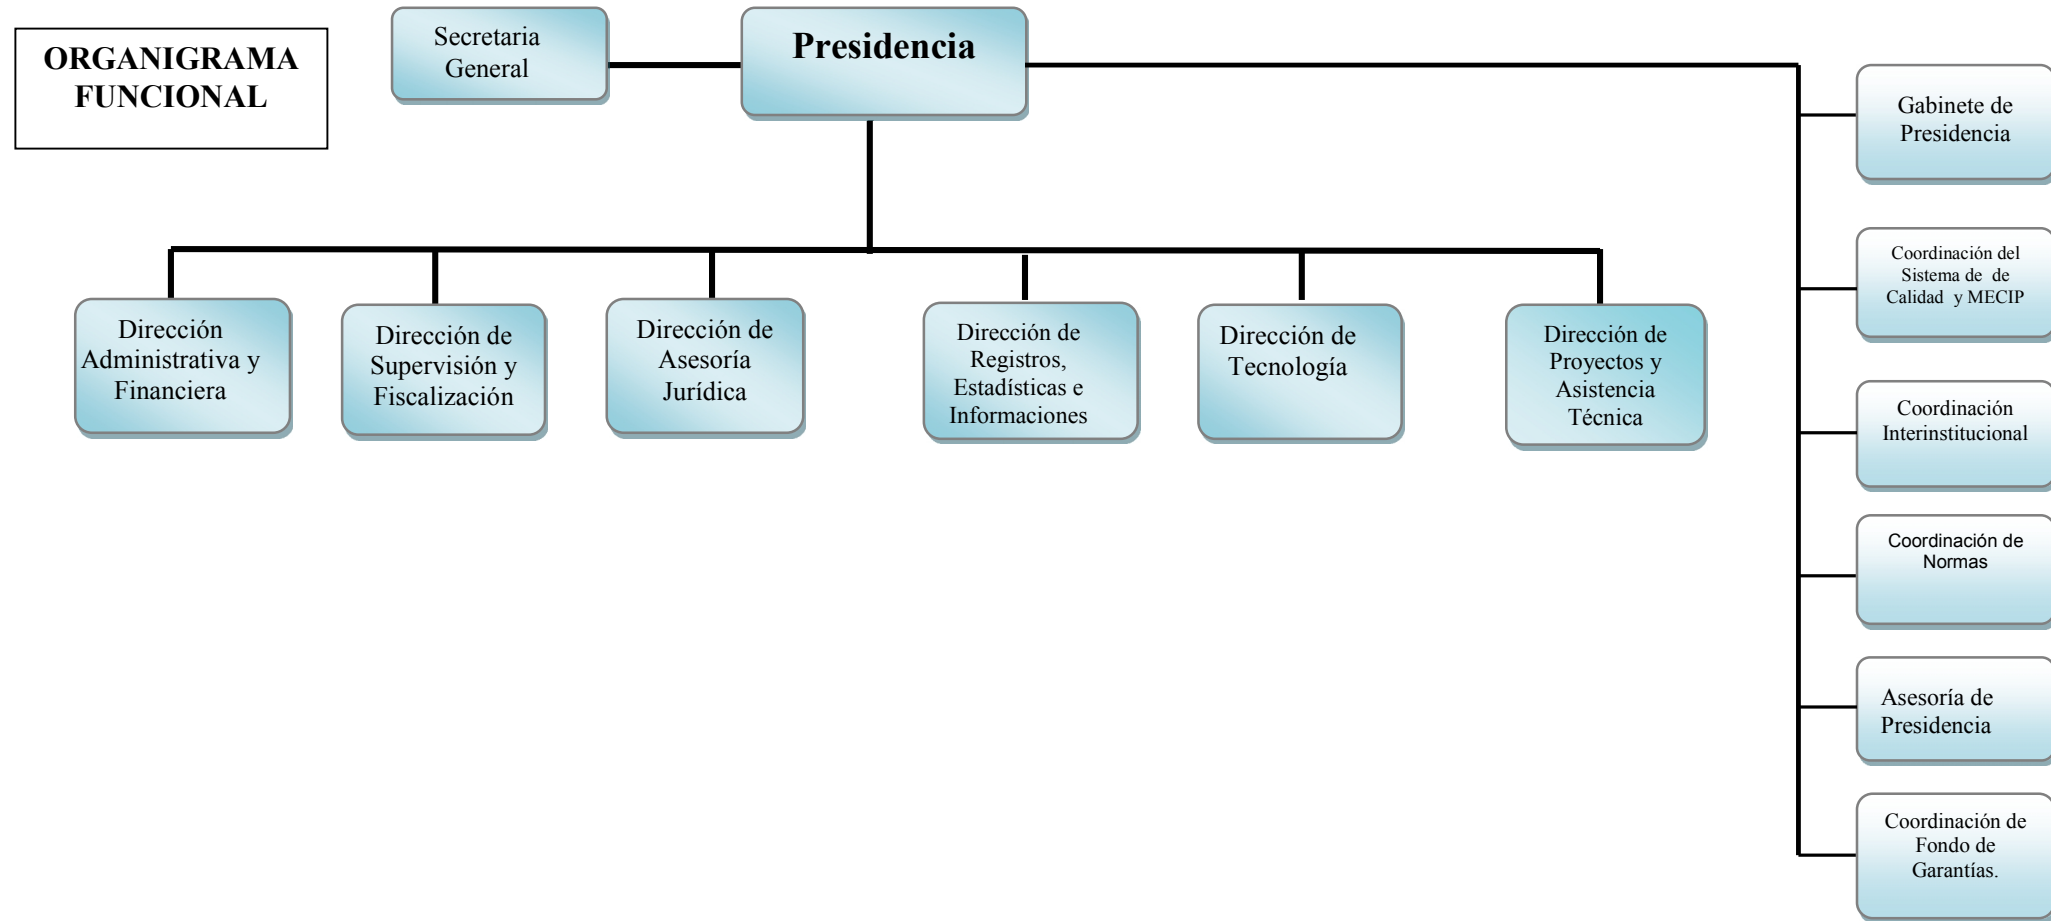 ORGANIGRAMA
FUNCIONAL
Secretaria
General
Presidencia
Gabinete de
Presidencia
Coordinación del
Sistema de  de
Calidad  y MECIP
Coordinación
Interinstitucional
Coordinación de
Normas
Asesoría de
Presidencia
Coordinación de
Fondo de
Garantías.
Dirección
Administrativa y
Financiera
Dirección de
Supervisión y
Fiscalización
Dirección de
Asesoría
Jurídica
Dirección de
Registros,
Estadísticas e
Informaciones
Dirección de
Tecnología
Dirección de
Proyectos y
Asistencia
Técnica